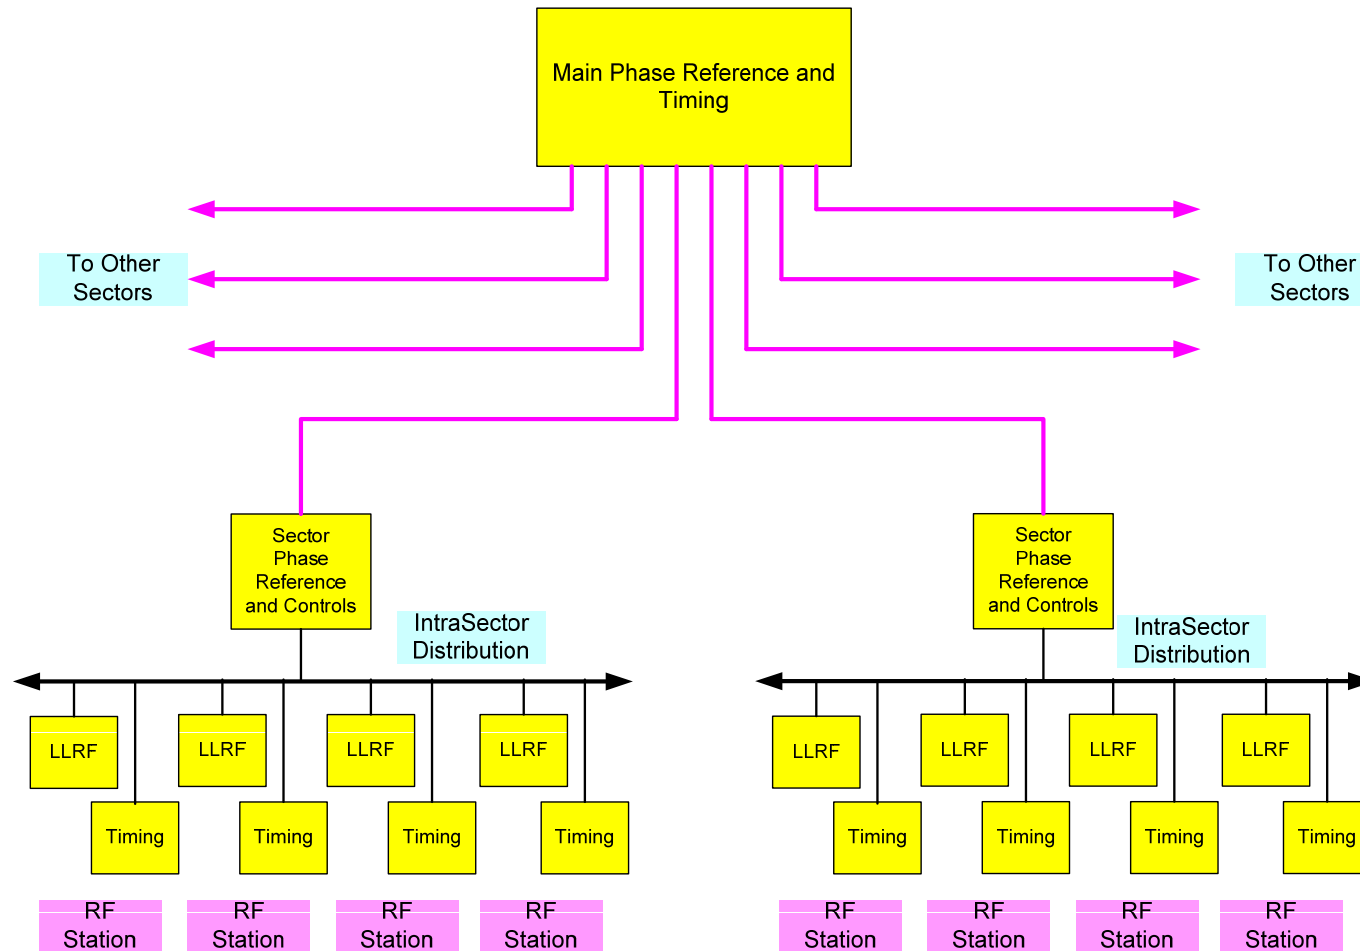 Main Phase Reference and
Timing
To Other
Sectors
To Other
Sectors
Sector
Phase
Reference
and Controls
Sector
Phase
Reference
and Controls
IntraSector
Distribution
IntraSector
Distribution
LLRF
LLRF
LLRF
LLRF
LLRF
LLRF
LLRF
LLRF
Timing
Timing
Timing
Timing
Timing
Timing
Timing
Timing
RF
Station
RF
Station
RF
Station
RF
Station
RF
Station
RF
Station
RF
Station
RF
Station